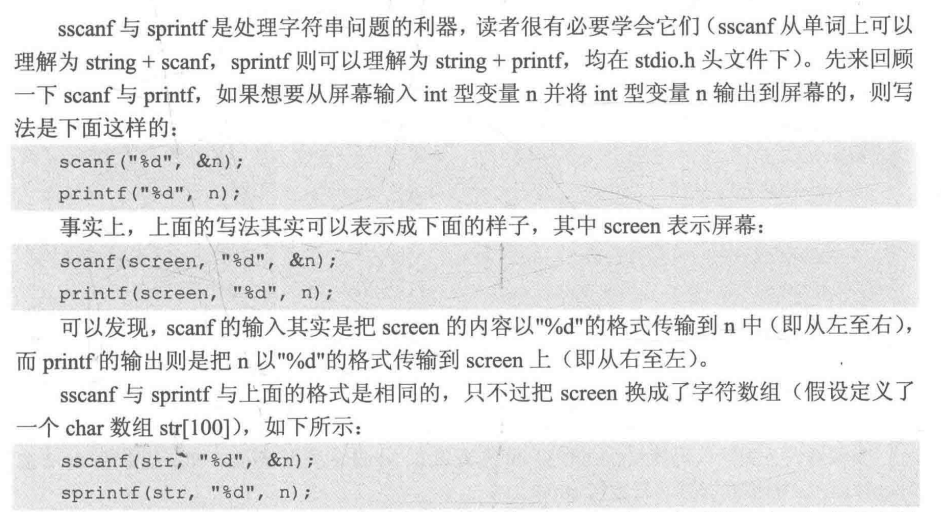 sscanf 与 sprintf 是处理字符串问题的利器，读者很有必要学会它们（sscanf 从单词上可以
理解为 string + scanf，sprintf 则可以理解为 string + printf，均在 stdio.h 头文件下）。先来回顾
一下 scanf 与 printf，如果想要从屏幕输入 int 型变量 n 并将 int 型变量 n 输出到屏幕的，则写
法是下面这样的：
scanf("%d", &n);
printf("%d", n);
事实上，上面的写法其实可以表示成下面的样子，其中 screen 表示屏幕：
scanf(screen, "%d", &n);
printf(screen, "%d", n);
可以发现，scanf 的输入其实是把 screen 的内容以"%d"的格式传输到 n 中（即从左至右），
而 printf 的输出则是把 n 以"%d"的格式传输到 screen 上（即从右至左）。
sscanf 与 sprintf 与上面的格式是相同的，只不过把 screen 换成了字符数组（假设定义了
一个 char 数组 str[100]），如下所示：
sscanf(str, "%d", &n);
sprintf(str, "%d", n);